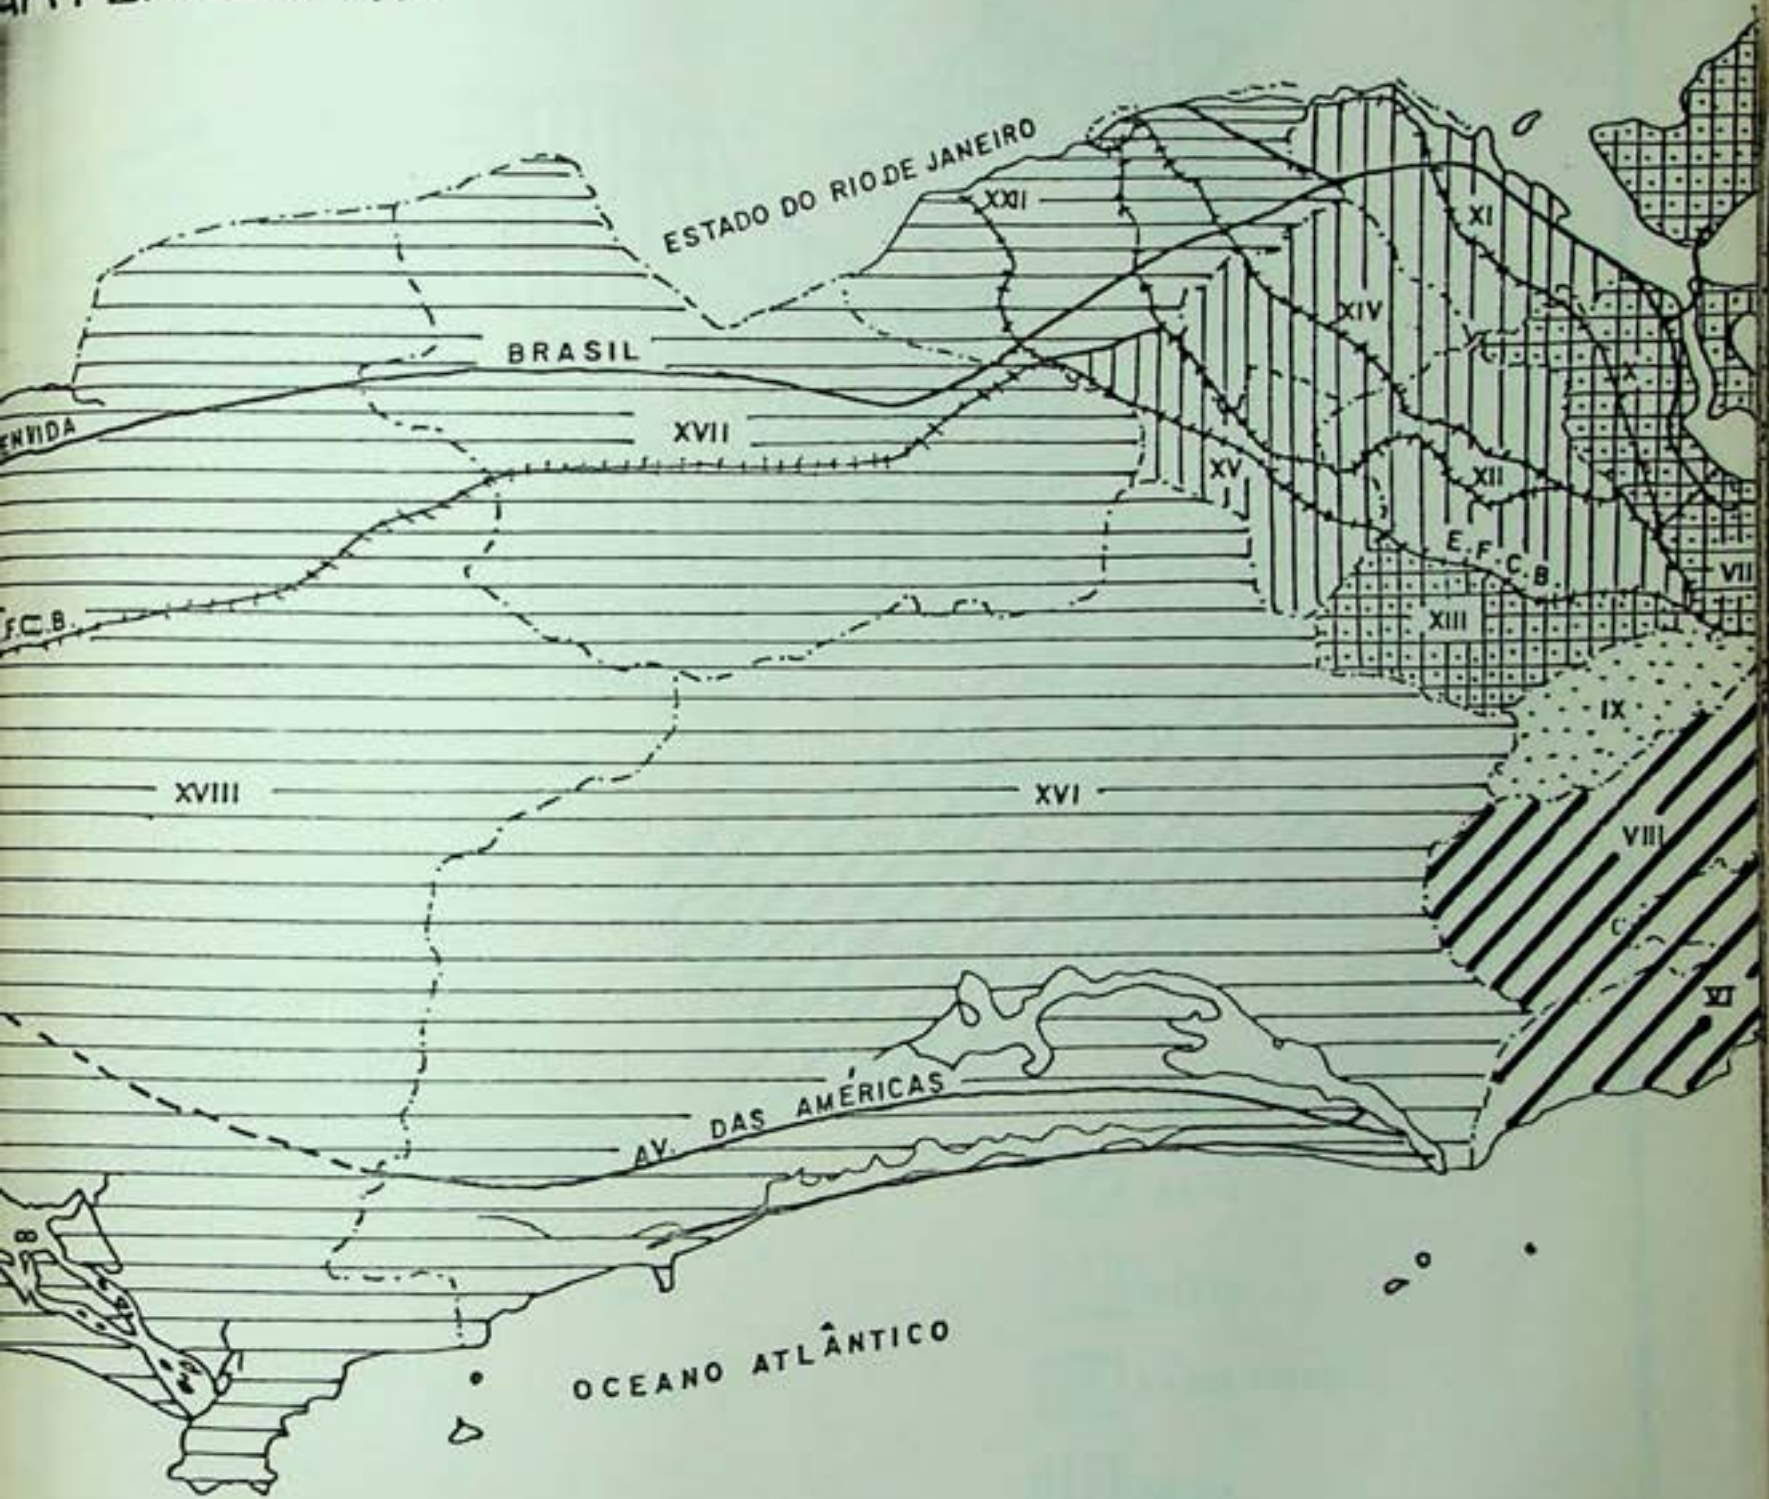 ESTADO DO RIO DE JANEIRO
XXII
XI
XIV
BRASIL
X
ENIDA
XVII
XV
XII
E.F.C.B.
VII
F.C.B.
XIII
IX
XVIII
XVI
VIII
VI
AV. DAS AMÉRICAS
OCEANO ATLÂNTICO